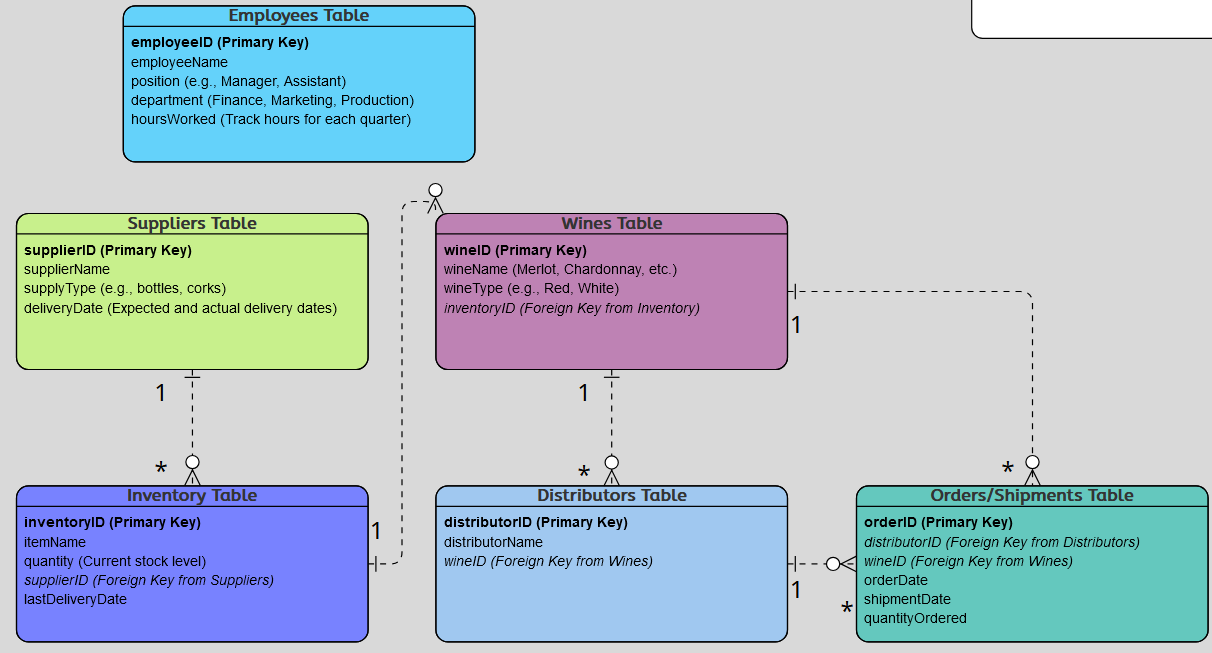 Employees Table
employeeID (Primary Key)
employeeName
position (e.g., Manager, Assistant)
department (Finance, Marketing, Production)
hoursWorked (Track hours for each quarter)
Suppliers Table
supplierID (Primary Key)
supplierName
supplyType (e.g., bottles, corks)
deliveryDate (Expected and actual delivery dates)
Wines Table
wineID (Primary Key)
wineName (Merlot, Chardonnay, etc.)
wineType (e.g., Red, White)
inventoryID (Foreign Key from Inventory)
1
1
*
1
*
*
Inventory Table
inventoryID (Primary Key)
itemName
quantity (Current stock level)
supplierID (Foreign Key from Suppliers)
lastDeliveryDate
1
Distributors Table
distributorID (Primary Key)
distributorName
wineID (Foreign Key from Wines)
1
*
Orders/Shipments Table
orderID (Primary Key)
distributorID (Foreign Key from Distributors)
wineID (Foreign Key from Wines)
orderDate
shipmentDate
quantityOrdered